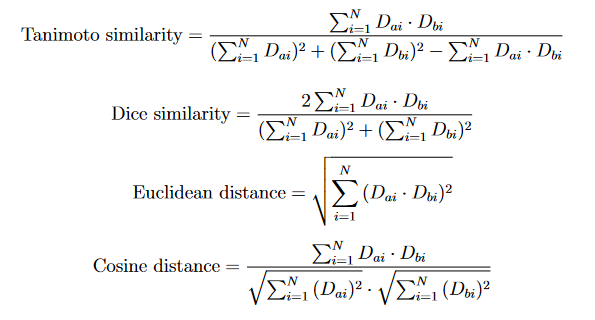 Tanimoto similarity = \frac{\sum_{i=1}^{N} D_{ai} \cdot D_{bi}}{(\sum_{i=1}^{N} D_{ai})^2 + (\sum_{i=1}^{N} D_{bi})^2 - \sum_{i=1}^{N} D_{ai} \cdot D_{bi}}
Dice similarity = \frac{2 \sum_{i=1}^{N} D_{ai} \cdot D_{bi}}{(\sum_{i=1}^{N} D_{ai})^2 + (\sum_{i=1}^{N} D_{bi})^2}
Euclidean distance = \sqrt{\sum_{i=1}^{N} (D_{ai} \cdot D_{bi})^2}
Cosine distance = \frac{\sum_{i=1}^{N} D_{ai} \cdot D_{bi}}{\sqrt{\sum_{i=1}^{N} (D_{ai})^2} \cdot \sqrt{\sum_{i=1}^{N} (D_{bi})^2}}